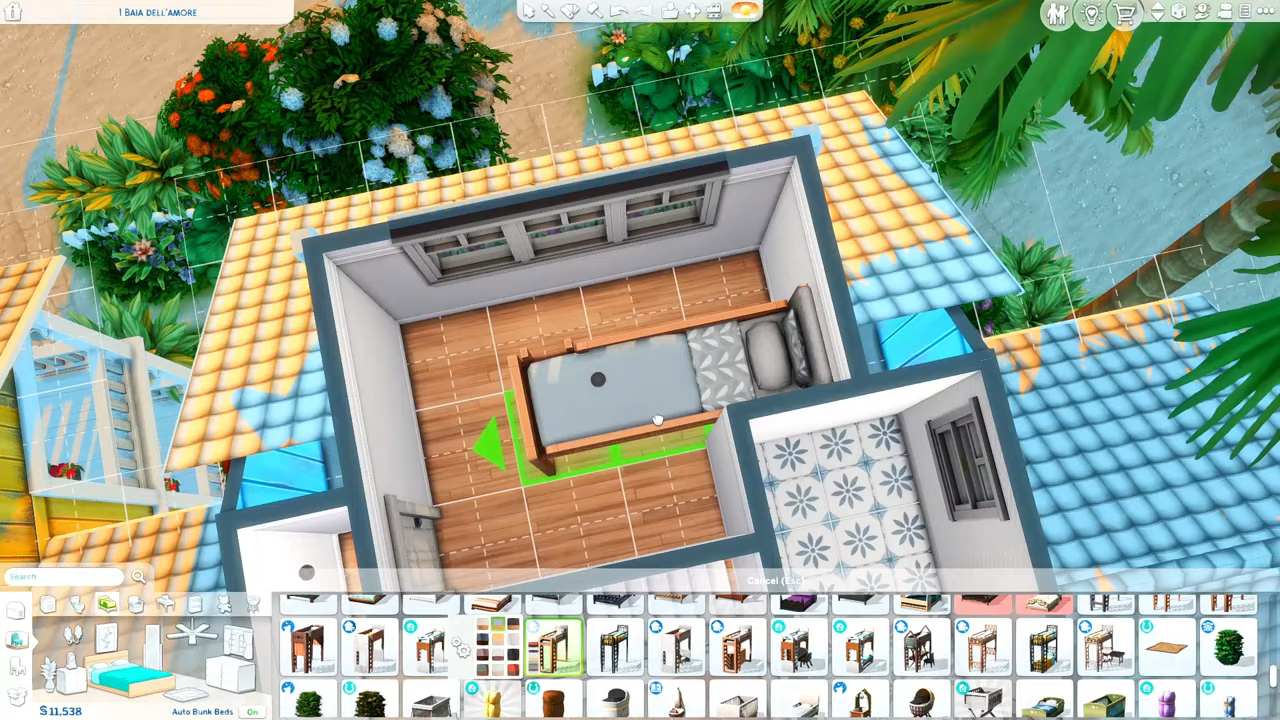 1 BAIA DELL'AMORE
Cancel (Esc)
Search
$11,538
Auto Bunk Beds On